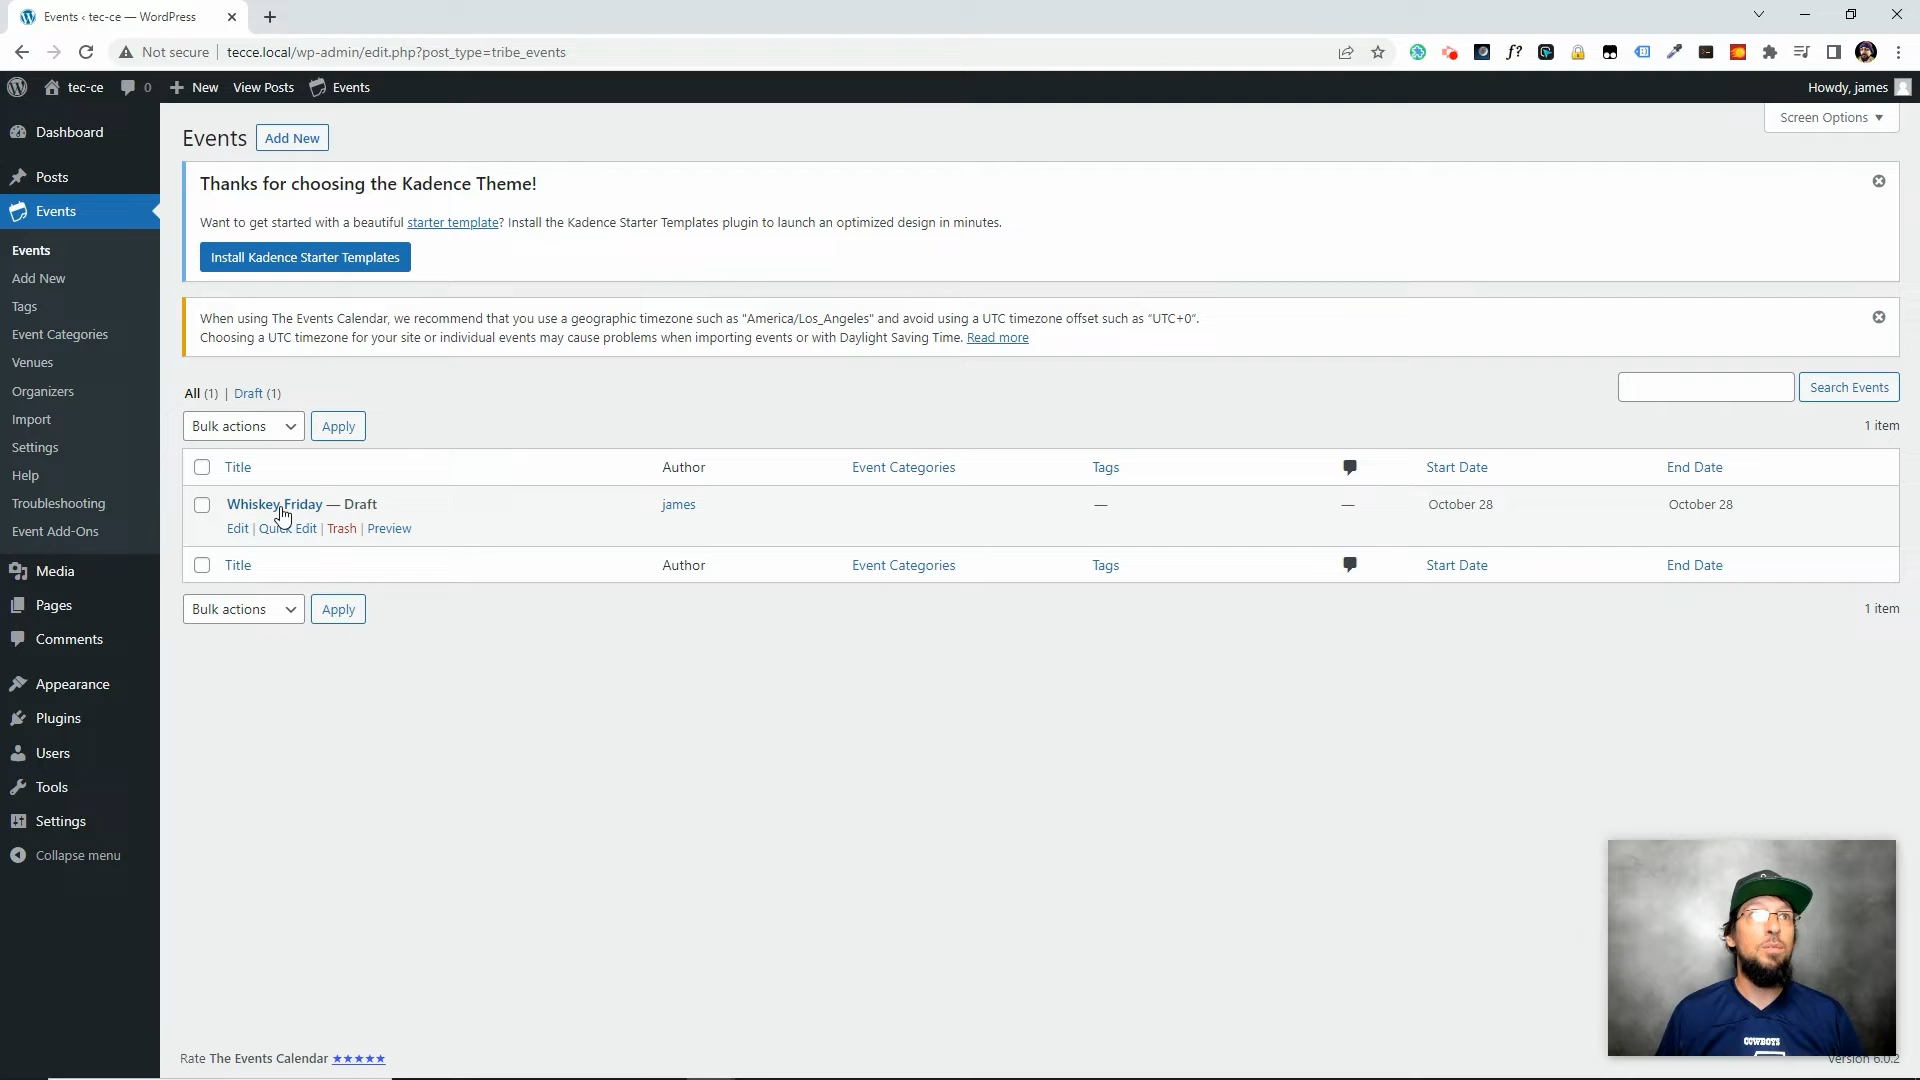 Events ‹ tec-ce — WordPress
Not secure
tecce.local/wp-admin/edit.php?post_type=tribe_events
f?
tec-ce
0
New
View Posts
Events
Howdy, james
Screen Options
Dashboard
Posts
Events
Events
Add New
Tags
Event Categories
Venues
Organizers
Import
Settings
Help
Troubleshooting
Event Add-Ons
Media
Pages
Comments
Appearance
Plugins
Users
Tools
Settings
Collapse menu
Events
Add New
Thanks for choosing the Kadence Theme!
Want to get started with a beautiful starter template? Install the Kadence Starter Templates plugin to launch an optimized design in minutes.
Install Kadence Starter Templates
When using The Events Calendar, we recommend that you use a geographic timezone such as "America/Los_Angeles" and avoid using a UTC timezone offset such as "UTC+0".
Choosing a UTC timezone for your site or individual events may cause problems when importing events or with Daylight Saving Time. Read more
All (1) | Draft (1)
Search Events
Bulk actions
Apply
1 item
Title Author Event Categories Tags Start Date End Date
Whiskey Friday — Draft james — — October 28 October 28
Edit | Quick Edit | Trash | Preview
Title Author Event Categories Tags Start Date End Date
Bulk actions
Apply
1 item
COWBOYS
Rate The Events Calendar ★★★★★
Version 6.0.2